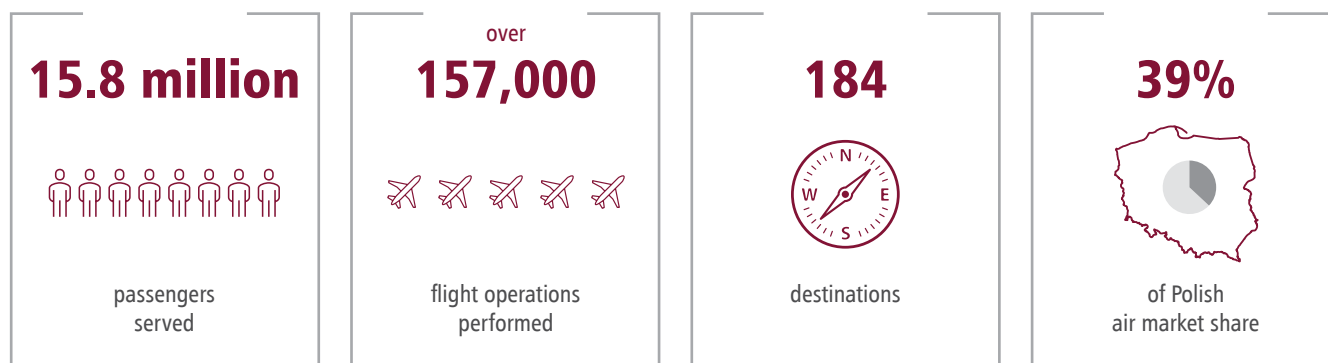 15.8 million
passengers
served
over
157,000
flight operations
performed
184
N
W
E
S
destinations
39%
of Polish
air market share